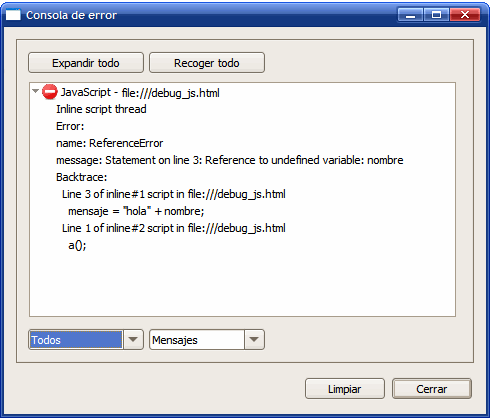 Consola de error
Expandir todo Recoger todo
JavaScript - file:///debug_js.html
Inline script thread
Error:
name: ReferenceError
message: Statement on line 3: Reference to undefined variable: nombre
Backtrace:
Line 3 of inline#1 script in file:///debug_js.html
mensaje = "hola" + nombre;
Line 1 of inline#2 script in file:///debug_js.html
a();
Todos Mensajes
Limpiar Cerrar